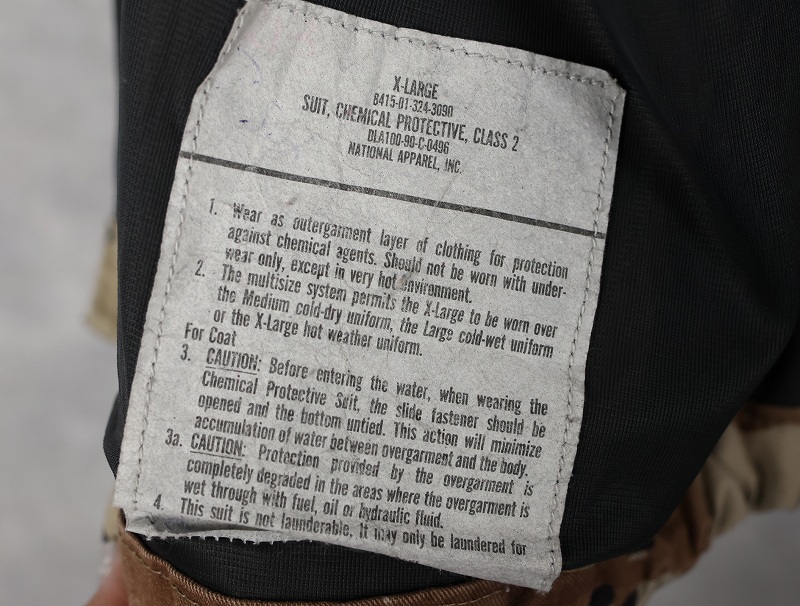 X-LARGE
8415-01-324-3090
SUIT, CHEMICAL PROTECTIVE, CLASS 2
DLA100-90-C-0496
NATIONAL APPAREL, INC.
1. Wear as outergarment layer of clothing for protection
against chemical agents. Should not be worn with under-
wear only, except in very hot environment.
2. The multisize system permits the X-Large to be worn over
the Medium cold-dry uniform, the Large cold-wet uniform
or the X-Large hot weather uniform.
For Coat
3. CAUTION: Before entering the water, when wearing the
Chemical Protective Suit, the slide fastener should be
opened and the bottom untied. This action will minimize
accumulation of water between overgarment and the body.
3a. CAUTION: Protection provided by the overgarment is
completely degraded in the areas where the overgarment is
wet through with fuel, oil or hydraulic fluid.
4. This suit is not launderable. It may only be laundered for